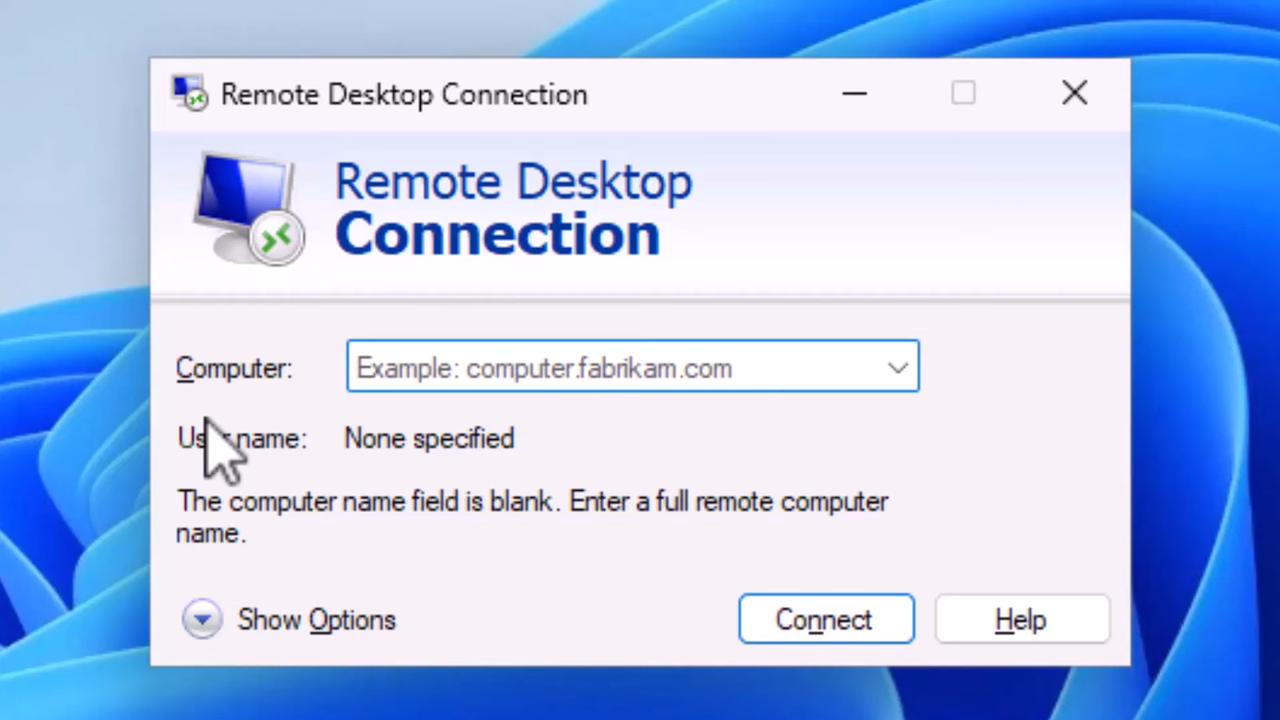 Remote Desktop Connection
Remote Desktop
Connection
Computer:
Example: computer.fabrikam.com
User name:
None specified
The computer name field is blank. Enter a full remote computer
name.
Show Options
Connect
Help